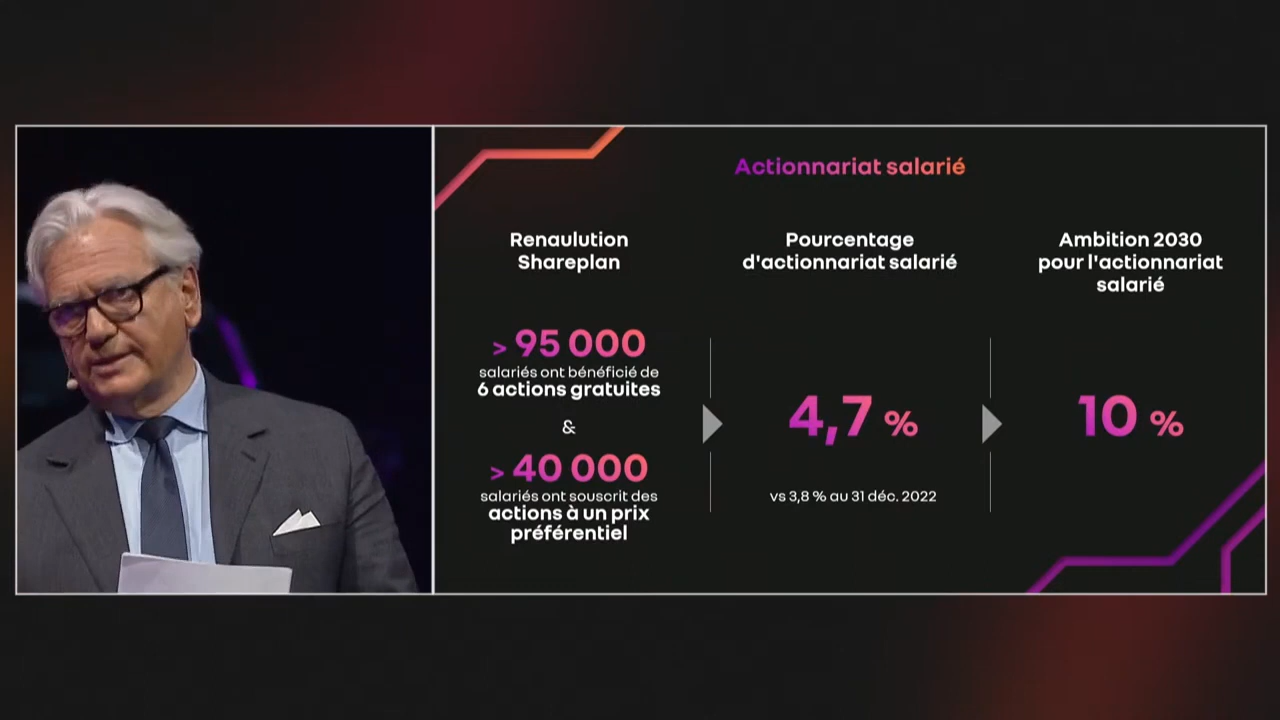 Actionnariat salarié
Renaulution
Shareplan
> 95 000
salariés ont bénéficié de
6 actions gratuites
&
> 40 000
salariés ont souscrit des
actions à un prix
préférentiel
Pourcentage
d'actionnariat salarié
4,7 %
vs 3,8 % au 31 déc. 2022
Ambition 2030
pour l'actionnariat
salarié
10 %